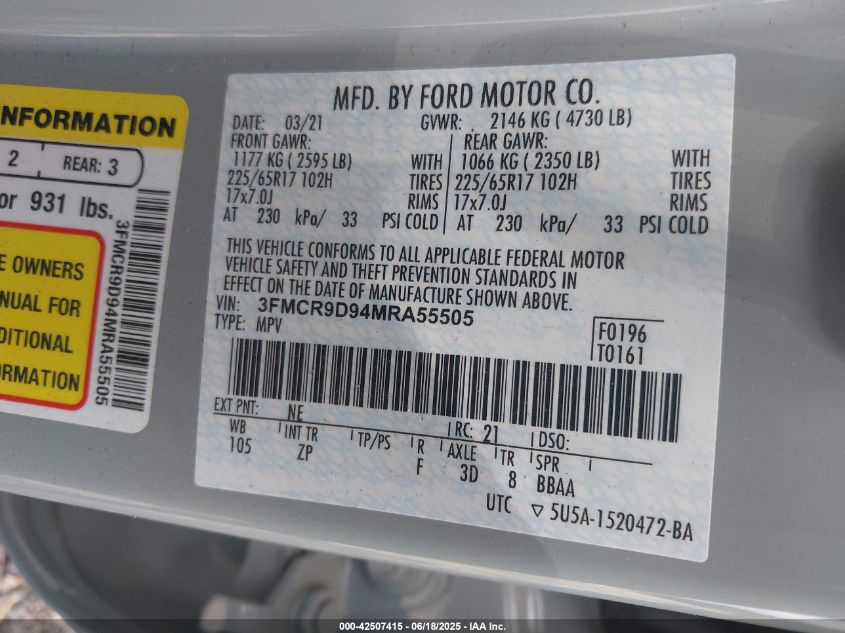 INFORMATION
2 REAR: 3
or 931 lbs.
E OWNERS
NUAL FOR
DITIONAL
RMATION
3FMCR9D94MRA55505
MFD. BY FORD MOTOR CO.
DATE: 03/21 GVWR: 2146 KG ( 4730 LB)
FRONT GAWR: REAR GAWR:
1177 KG ( 2595 LB) WITH 1066 KG ( 2350 LB) WITH
225/65R17 102H TIRES 225/65R17 102H TIRES
17x7.0J RIMS 17x7.0J RIMS
AT 230 kPa/ 33 PSI COLD AT 230 kPa/ 33 PSI COLD
THIS VEHICLE CONFORMS TO ALL APPLICABLE FEDERAL MOTOR
VEHICLE SAFETY AND THEFT PREVENTION STANDARDS IN
EFFECT ON THE DATE OF MANUFACTURE SHOWN ABOVE.
VIN: 3FMCR9D94MRA55505
TYPE: MPV
F0196
T0161
EXT PNT: NE RC: 21 DSO:
WB INT TR TP/PS R AXLE TR SPR
105 ZP F 3D 8 BBAA
UTC ▽ 5U5A-1520472-BA
000-42507415 - 06/18/2025 - IAA Inc.